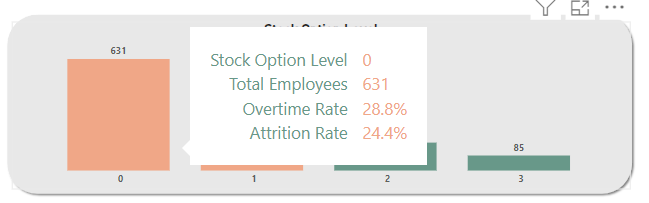 631
Stock Option Level 0
Total Employees 631
Overtime Rate 28.8%
Attrition Rate 24.4%
85
0 1 2 3